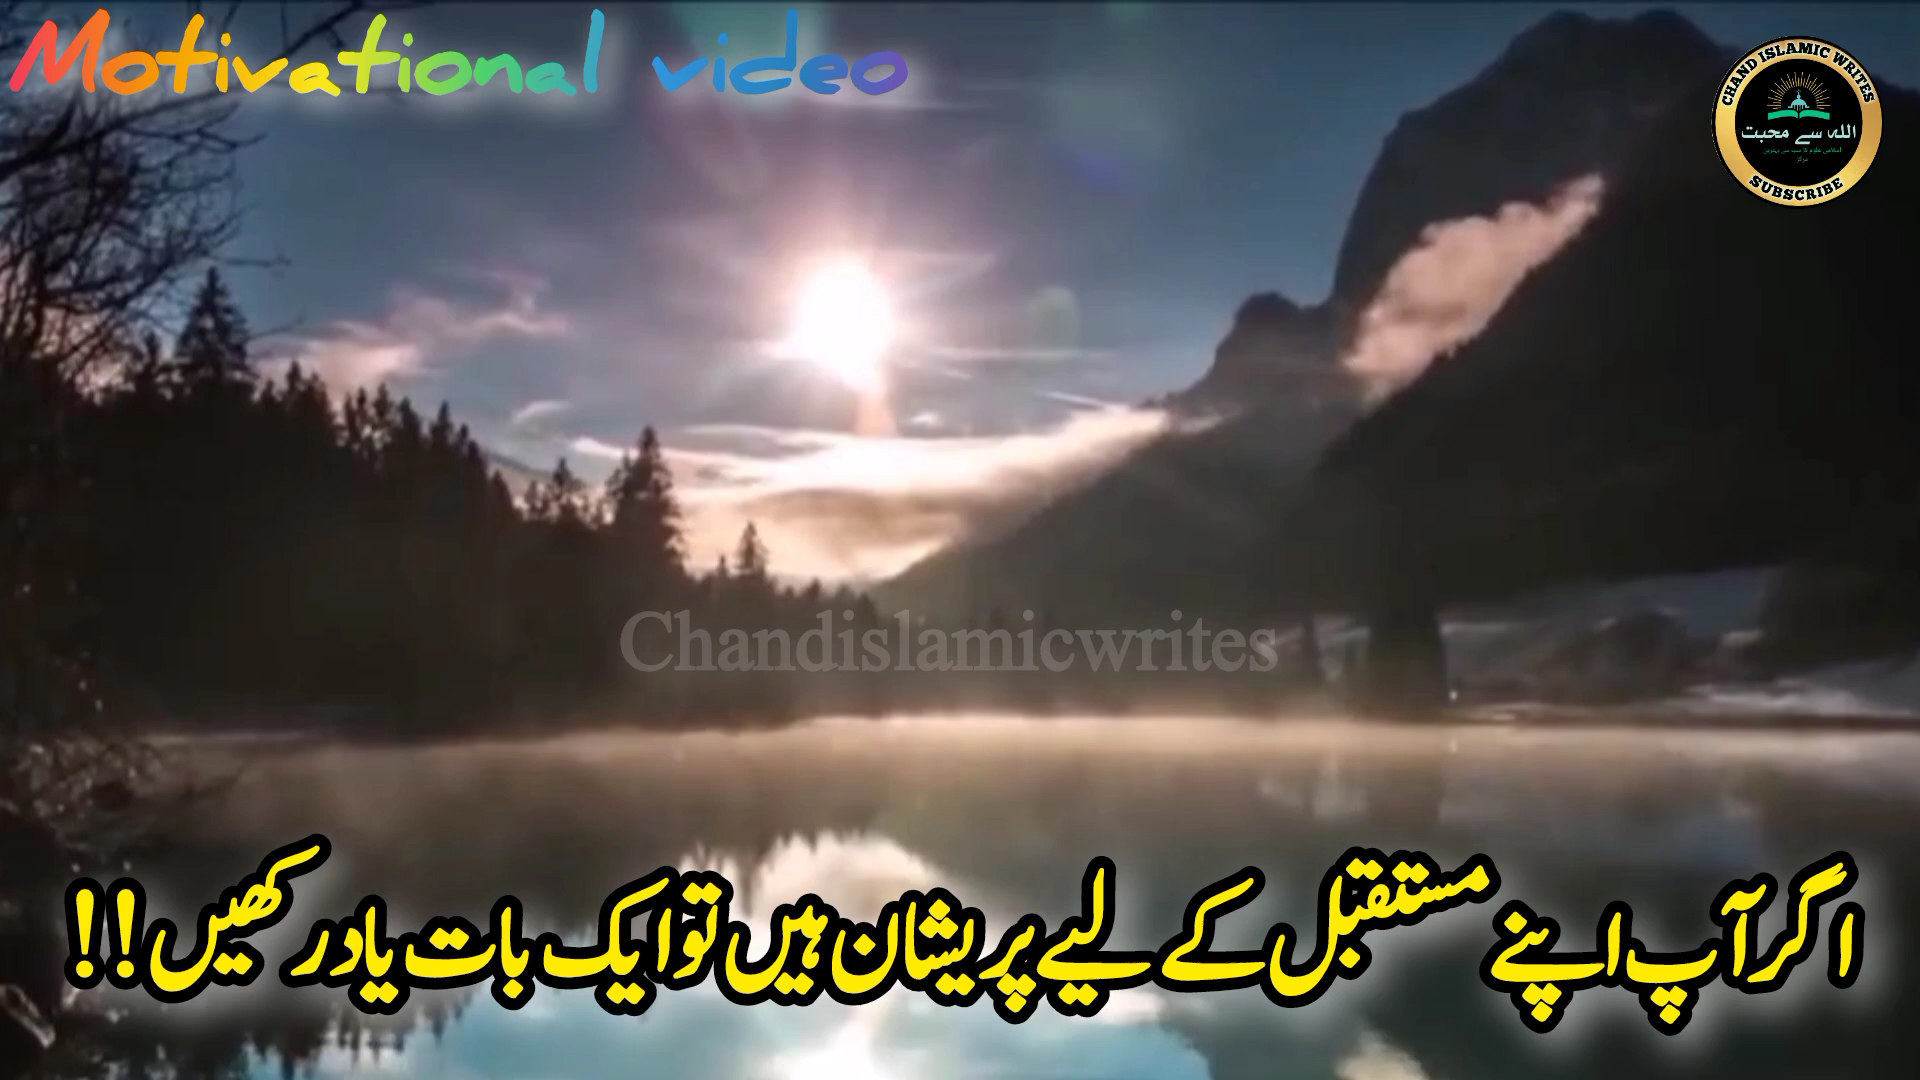 Motivational video
CHAND ISLAMIC WRITES
الله سے محبت
SUBSCRIBE
Chandislamicwrites
اگر آپ اپنے مستقبل کے لیے پریشان ہیں تو ایک بات یاد رکھیں!!